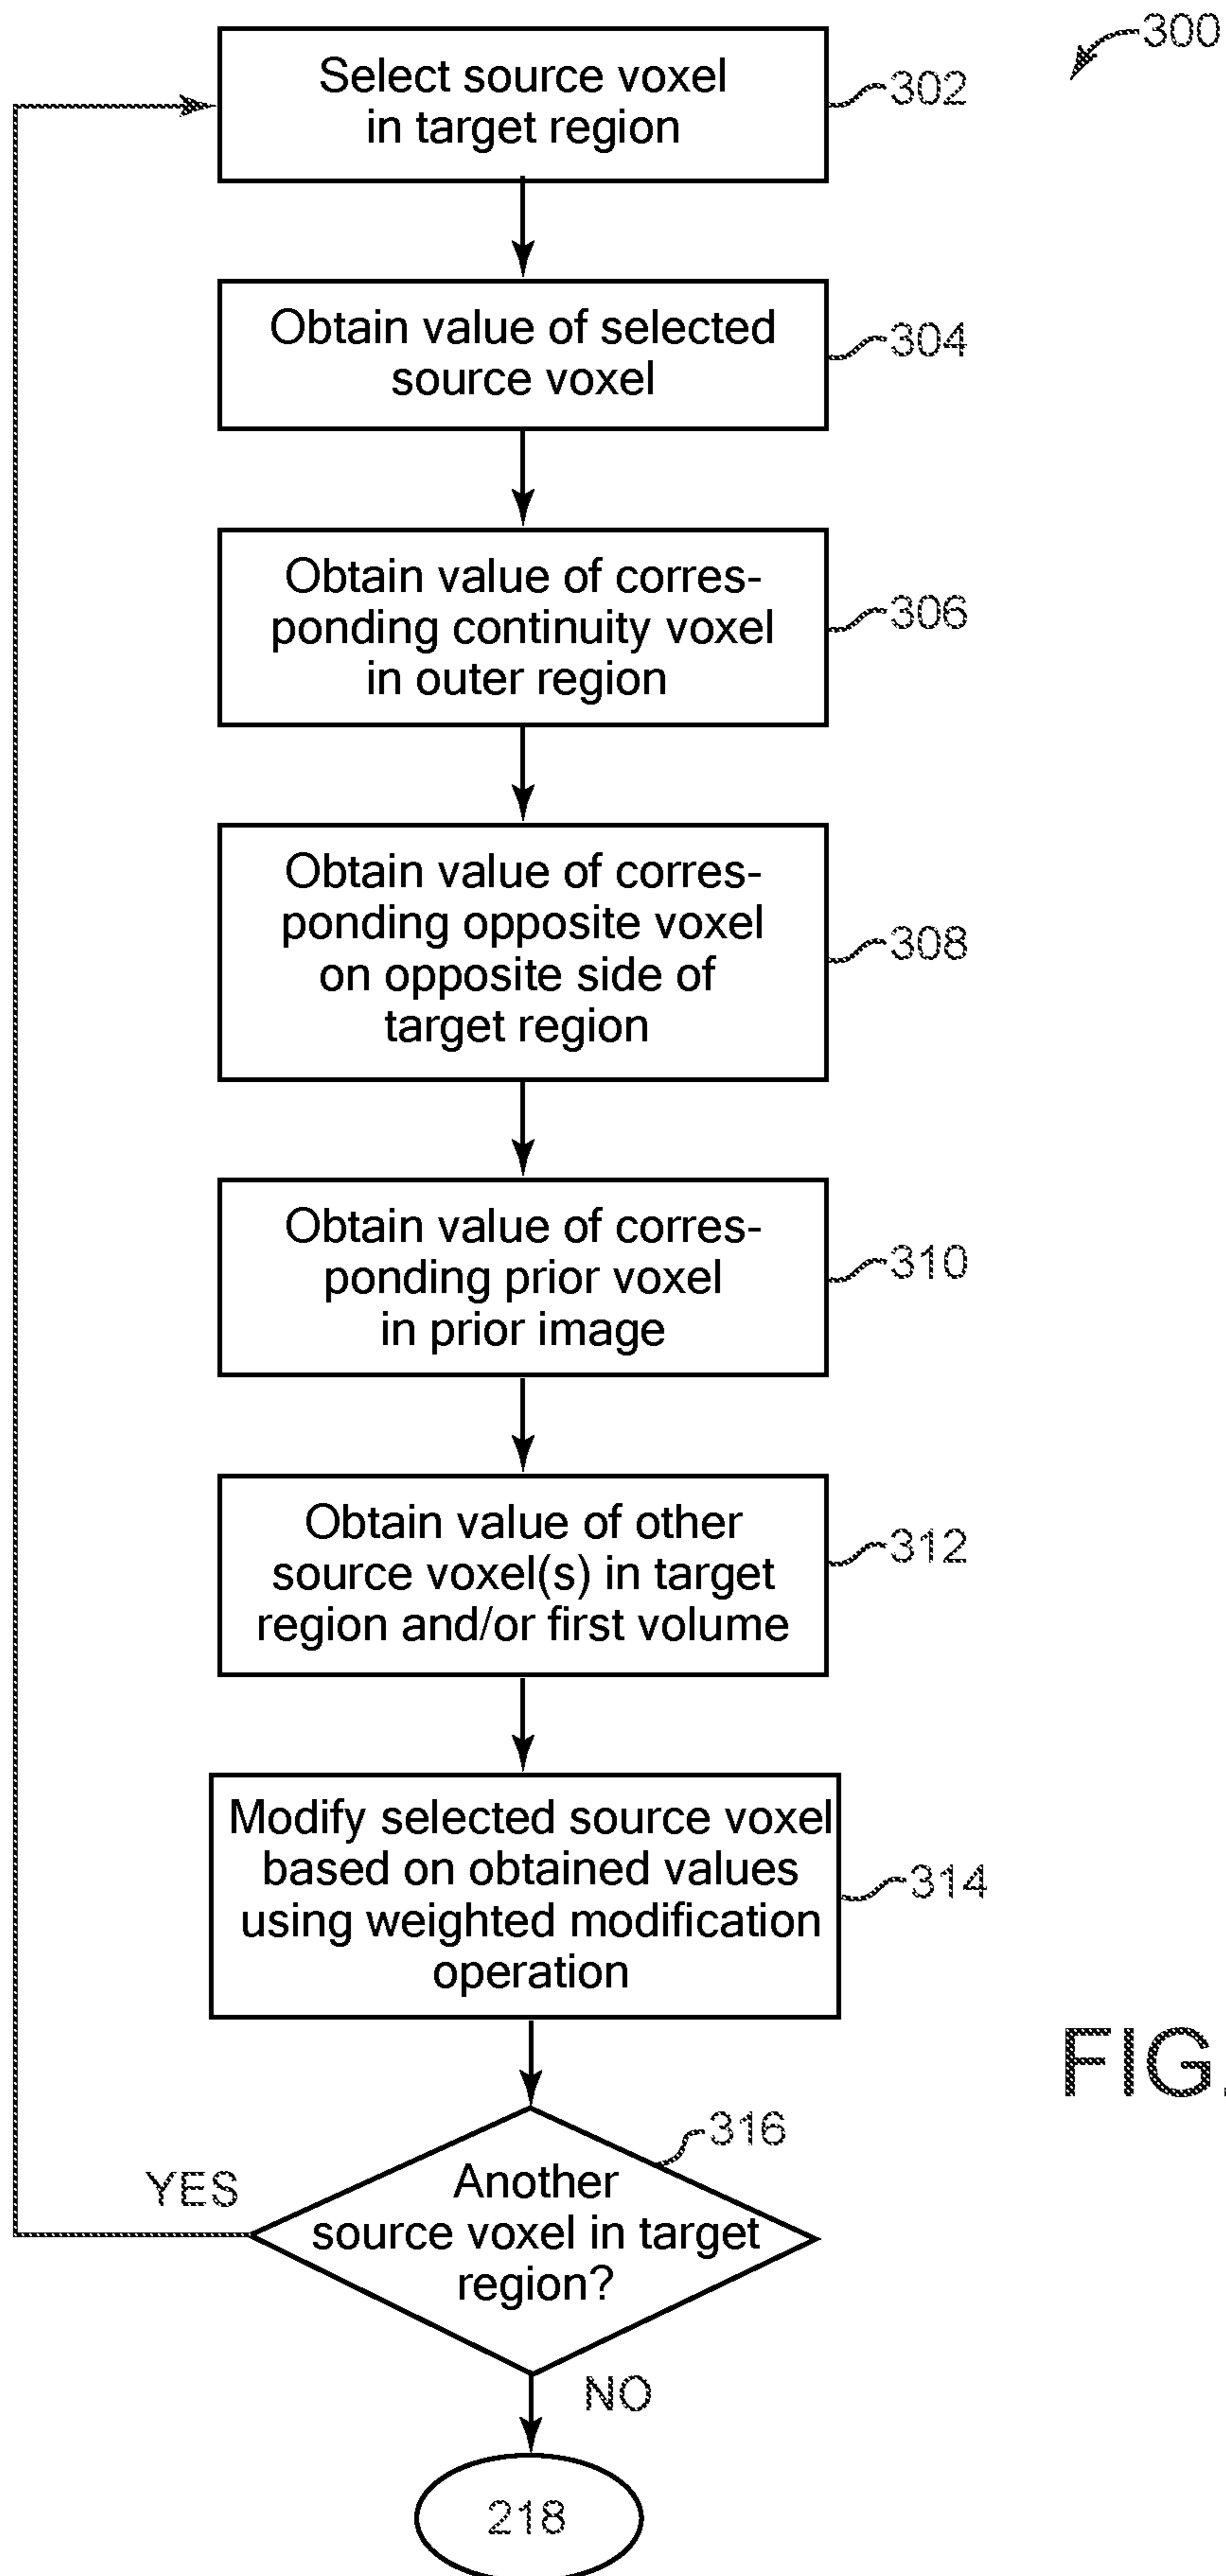 300
Select source voxel
in target region
302
Obtain value of selected
source voxel
304
Obtain value of corres-
ponding continuity voxel
in outer region
306
Obtain value of corres-
ponding opposite voxel
on opposite side of
target region
308
Obtain value of corres-
ponding prior voxel
in prior image
310
Obtain value of other
source voxel(s) in target
region and/or first volume
312
Modify selected source voxel
based on obtained values
using weighted modification
operation
314
FIG.
316
YES
Another
source voxel in target
region?
NO
218